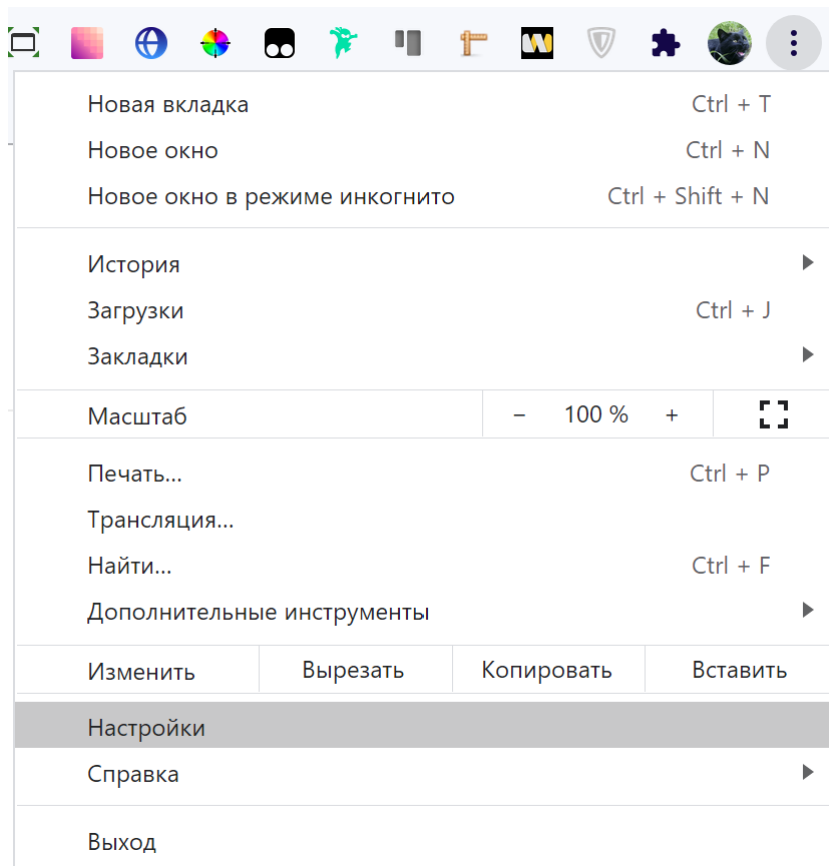 Новая вкладка Ctrl + T
Новое окно Ctrl + N
Новое окно в режиме инкогнито Ctrl + Shift + N
История
Загрузки Ctrl + J
Закладки
Масштаб − 100 % +
Печать... Ctrl + P
Трансляция...
Найти... Ctrl + F
Дополнительные инструменты
Изменить Вырезать Копировать Вставить
Настройки
Справка
Выход